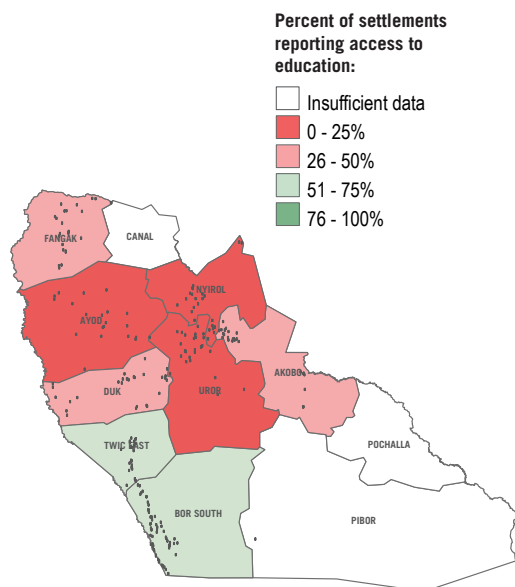 Percent of settlements
reporting access to
education:
Insufficient data
0 - 25%
26 - 50%
51 - 75%
76 - 100%
FANGAK
CANAL
NYIROL
AYOD
AKOBO
DUK
UROR
TWIC EAST
POCHALLA
BOR SOUTH
PIBOR